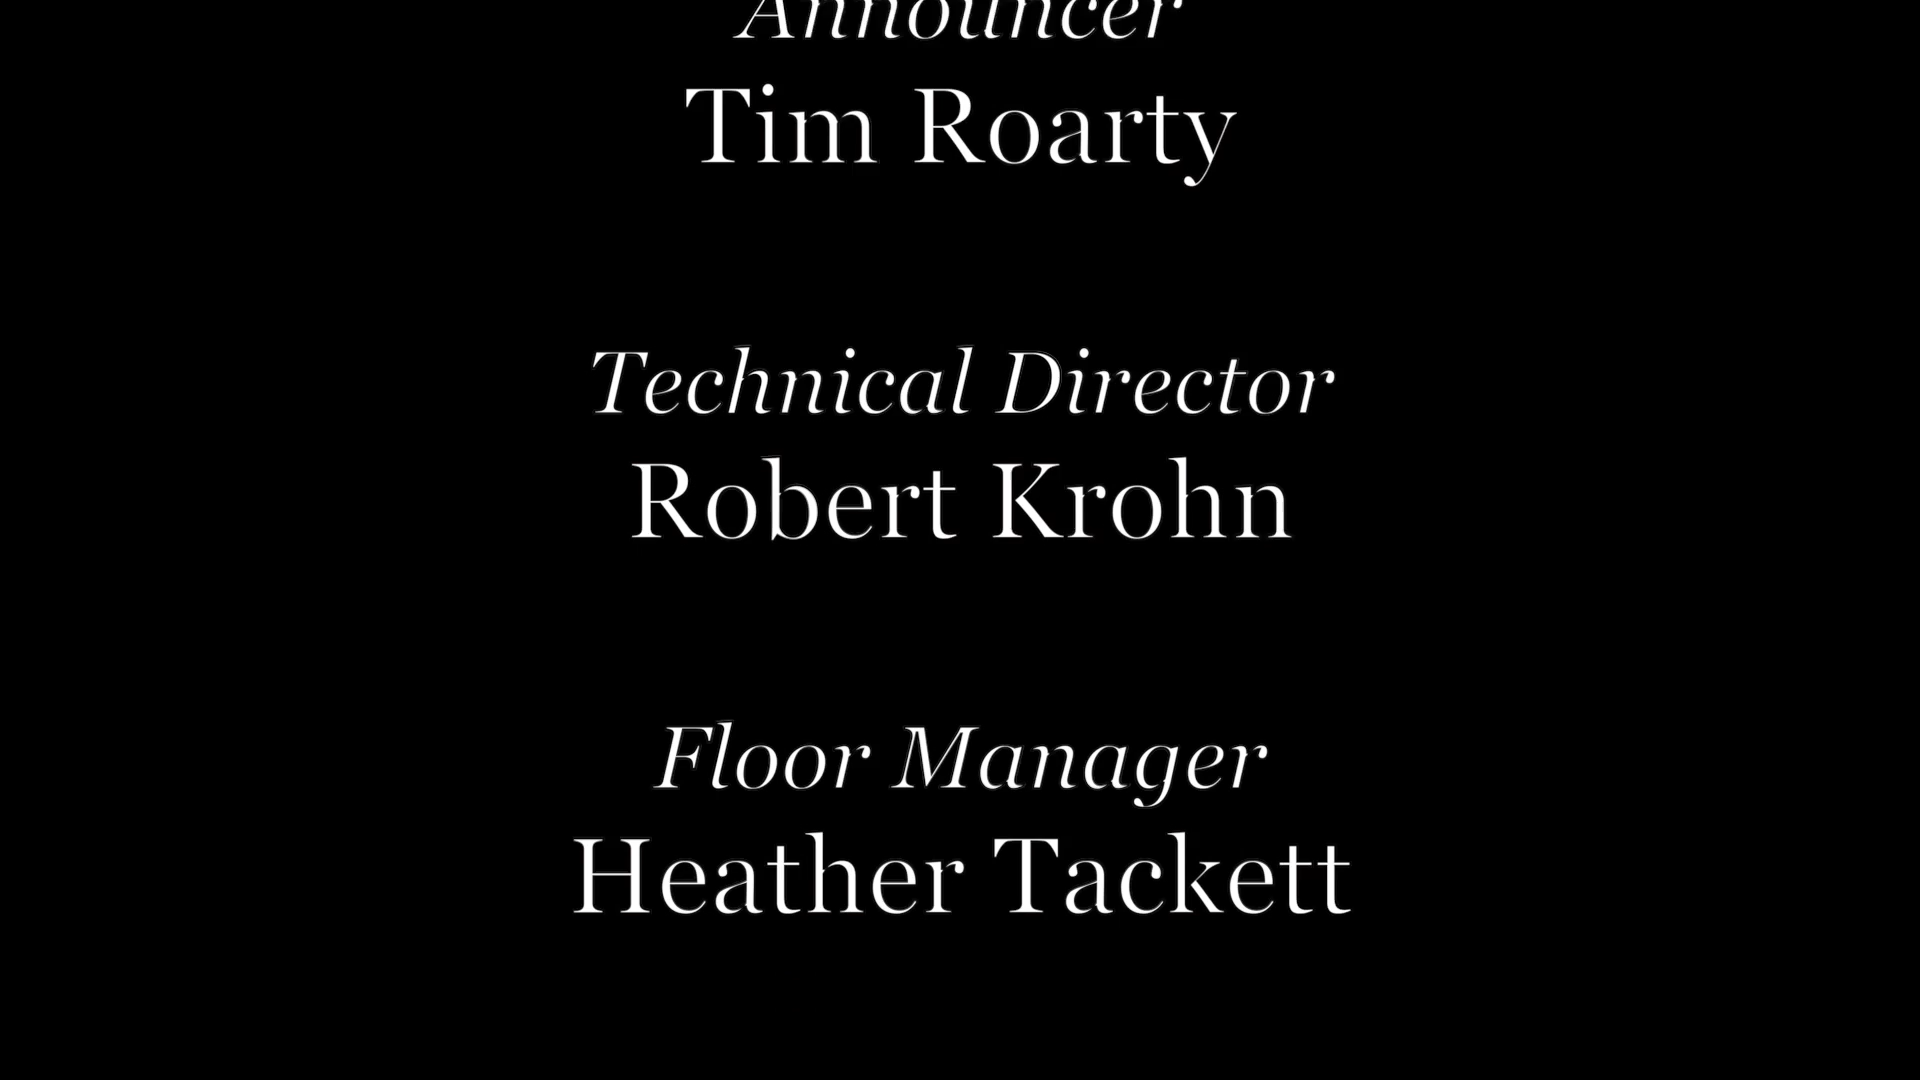 Announcer
Tim Roarty
Technical Director
Robert Krohn
Floor Manager
Heather Tackett